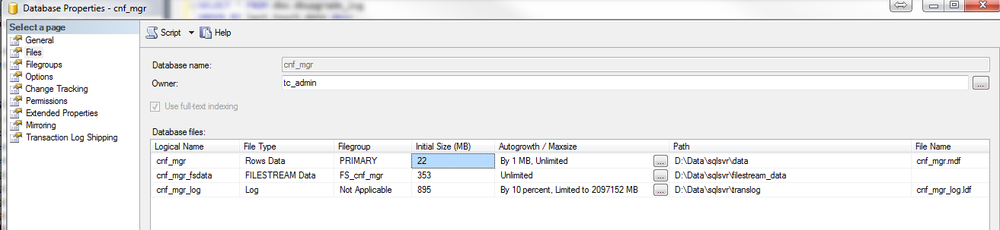 Database Properties - cnf_mgr
Select a page
General
Files
Filegroups
Options
Change Tracking
Permissions
Extended Properties
Mirroring
Transaction Log Shipping
Script Help
Database name: cnf_mgr
Owner: tc_admin ...
Use full-text indexing
Database files:
Logical Name File Type Filegroup Initial Size (MB) Autogrowth / Maxsize Path File Name
cnf_mgr Rows Data PRIMARY 22 By 1 MB, Unlimited ... D:\Data\sqlsvr\data cnf_mgr.mdf
cnf_mgr_fsdata FILESTREAM Data FS_cnf_mgr 353 Unlimited ... D:\Data\sqlsvr\filestream_data
cnf_mgr_log Log Not Applicable 895 By 10 percent, Limited to 2097152 MB ... D:\Data\sqlsvr\translog cnf_mgr_log.ldf